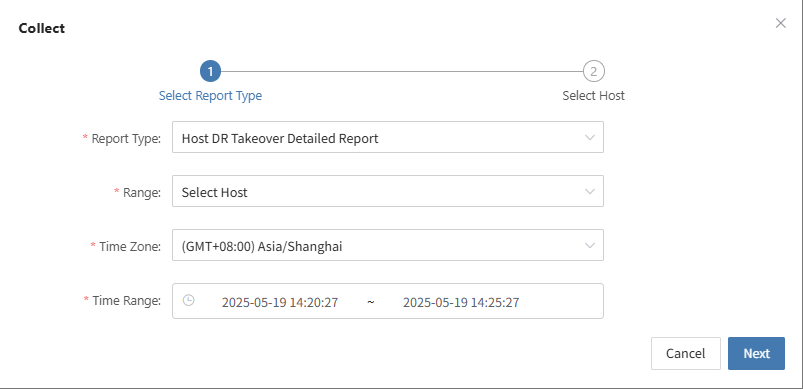 Collect
1
2
Select Report Type
Select Host
* Report Type: Host DR Takeover Detailed Report
* Range: Select Host
* Time Zone: (GMT+08:00) Asia/Shanghai
* Time Range: 2025-05-19 14:20:27 ~ 2025-05-19 14:25:27
Cancel Next